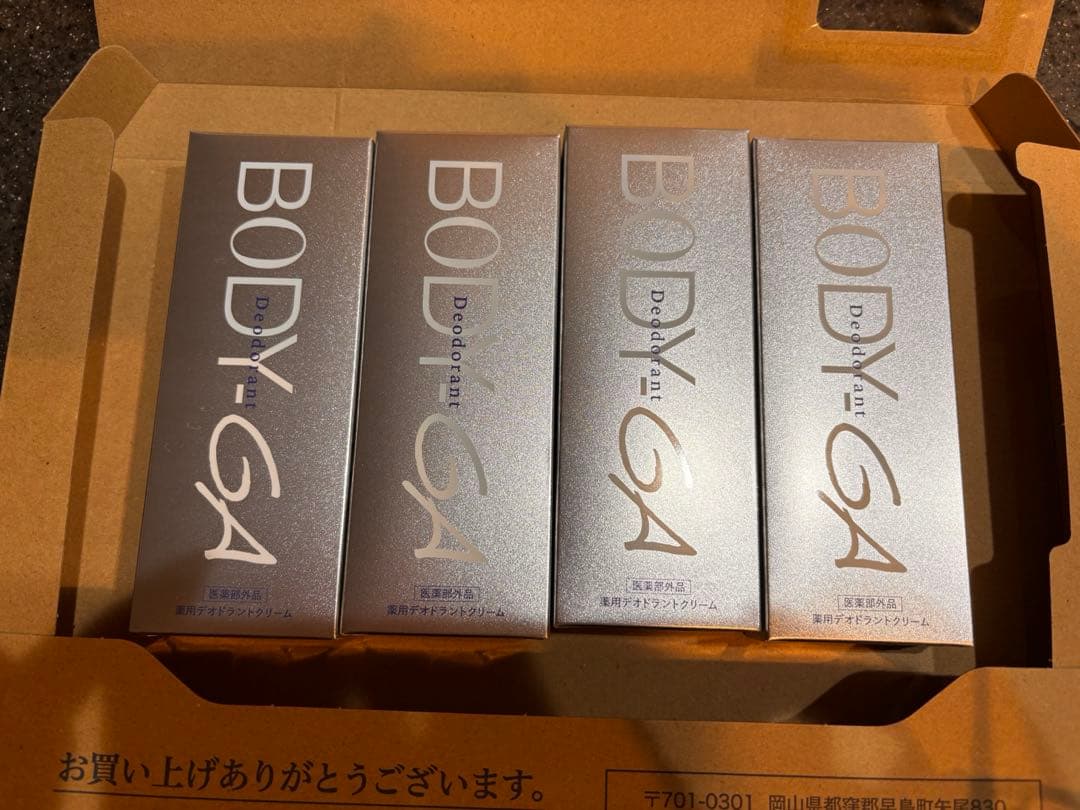 BODY-GA
Deodorant
医薬部外品
薬用デオドラントクリーム
BODY-GA
Deodorant
医薬部外品
薬用デオドラントクリーム
BODY-GA
Deodorant
医薬部外品
薬用デオドラントクリーム
BODY-GA
Deodorant
医薬部外品
薬用デオドラントクリーム
お買い上げありがとうございます。
〒701-0301 岡山県都窪郡早島町矢尾830